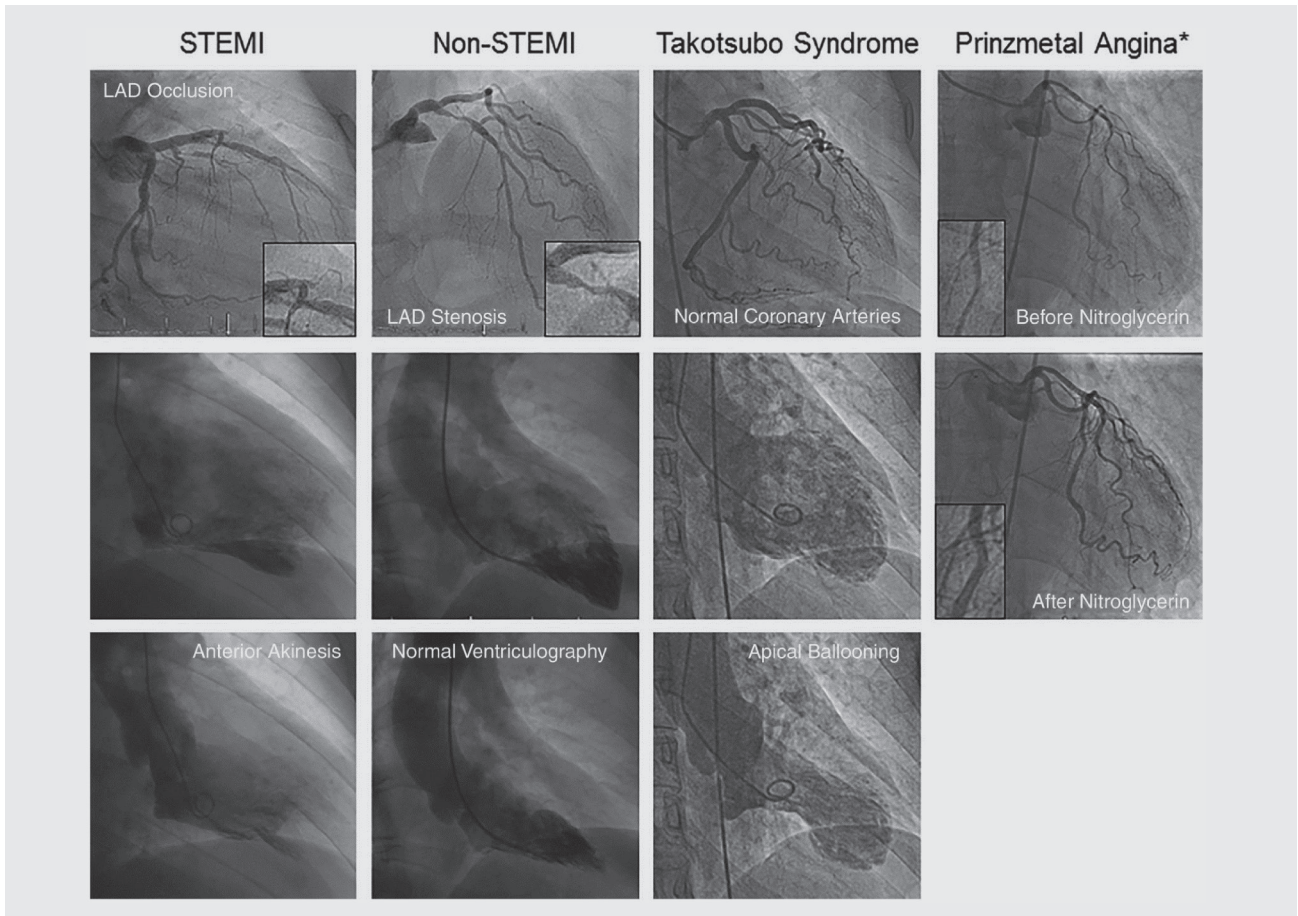 STEMI
Non-STEMI
Takotsubo Syndrome
Prinzmetal Angina*
LAD Occlusion
LAD Stenosis
Normal Coronary Arteries
Before Nitroglycerin
After Nitroglycerin
Anterior Akinesis
Normal Ventriculography
Apical Ballooning